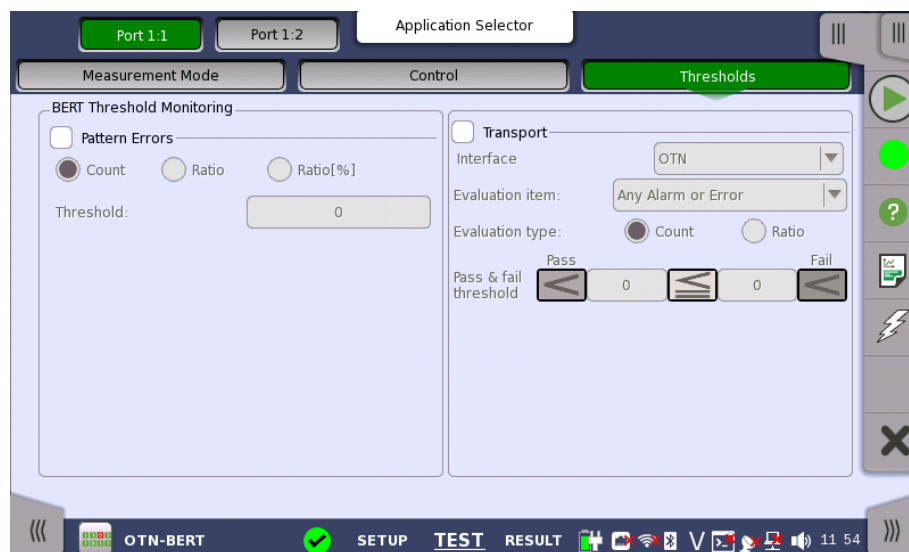 Port 1:1
Port 1:2
Application Selector
Measurement Mode
Control
Thresholds
BERT Threshold Monitoring
Pattern Errors
Count
Ratio
Ratio[%]
Threshold:
0
Transport
Interface
OTN
Evaluation item:
Any Alarm or Error
Evaluation type:
Count
Ratio
Pass
Fail
Pass & fail
threshold
<
0
≦
0
<
?
OTN-BERT
SETUP
TEST
RESULT
11 54